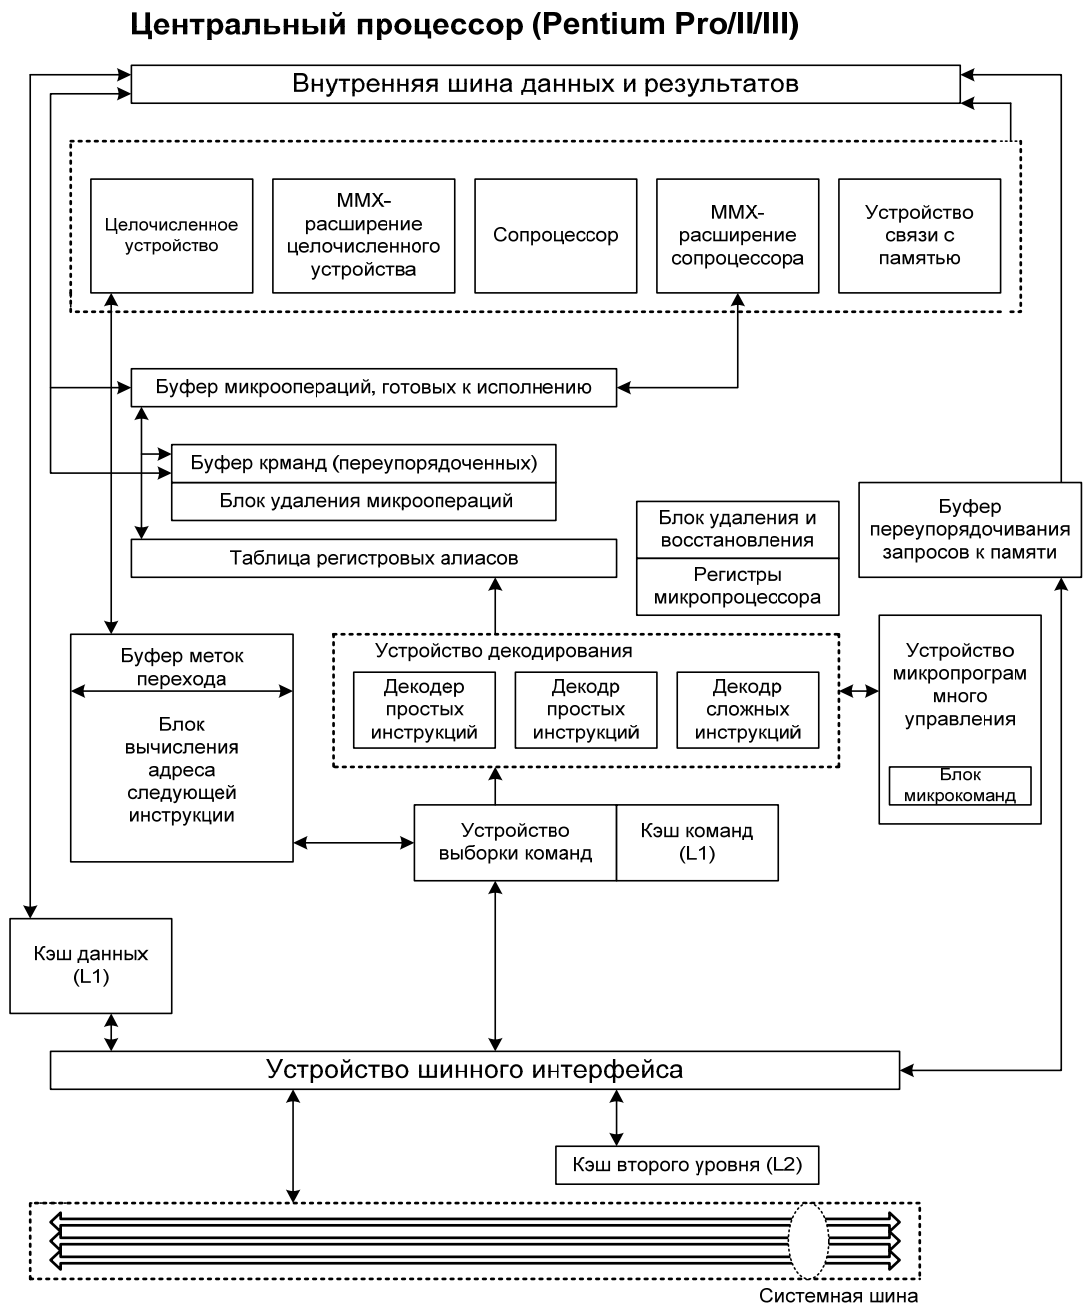 Центральный процессор (Pentium Pro/II/III)
Внутренняя шина данных и результатов
Целочисленное
устройство
MMX-
расширение
целочисленного
устройства
Сопроцессор
MMX-
расширение
сопроцессора
Устройство
связи с
памятью
Буфер микроопераций, готовых к исполнению
Буфер крманд (переупорядоченных)
Блок удаления микроопераций
Таблица регистровых алиасов
Блок удаления и
восстановления
Регистры
микропроцессора
Буфер
переупорядочивания
запросов к памяти
Буфер меток
перехода
Блок
вычисления
адреса
следующей
инструкции
Устройство декодирования
Декодер
простых
инструкций
Декодр
простых
инструкций
Декодр
сложных
инструкций
Устройство
микропрограм
много
управления
Блок
микрокоманд
Устройство
выборки команд
Кэш команд
(L1)
Кэш данных
(L1)
Устройство шинного интерфейса
Кэш второго уровня (L2)
Системная шина